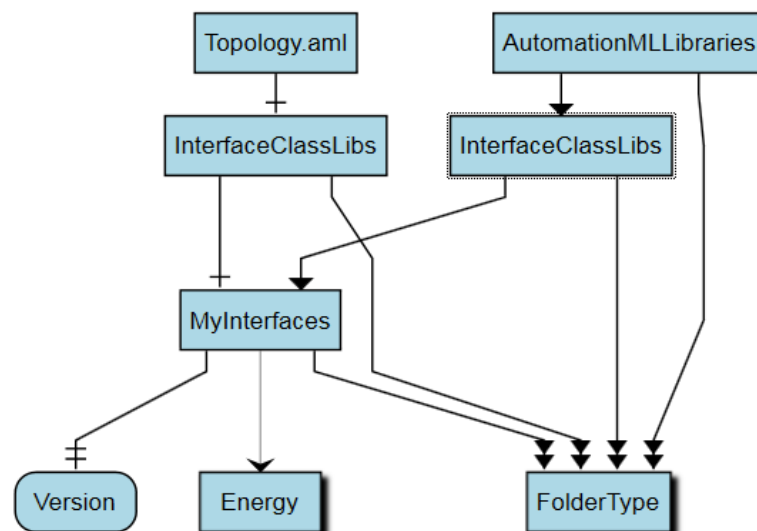 Topology.aml
AutomationMLLibraries
InterfaceClassLibs
InterfaceClassLibs
MyInterfaces
Version
Energy
FolderType